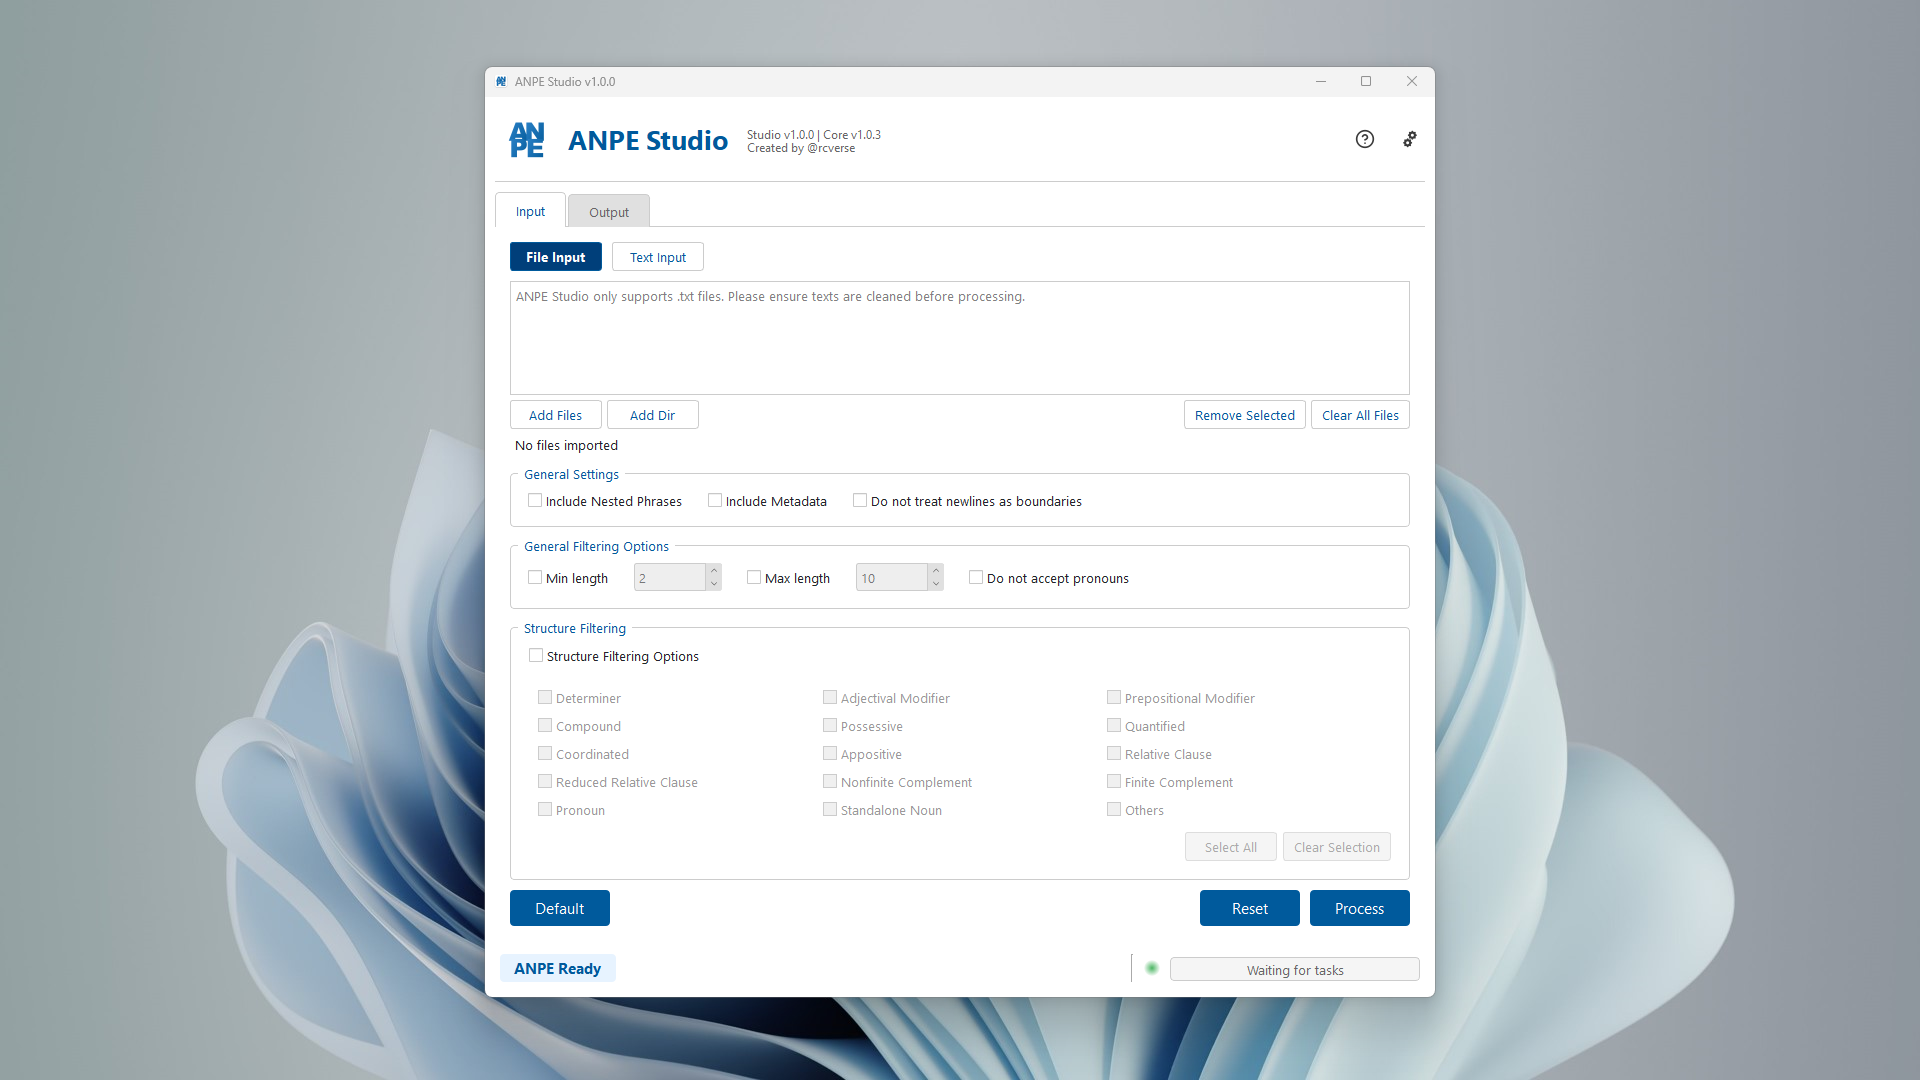 ANPE Studio v1.0.0
AN
PE
ANPE Studio
Studio v1.0.0 | Core v1.0.3
Created by @rcverse
Input
Output
File Input
Text Input
ANPE Studio only supports .txt files. Please ensure texts are cleaned before processing.
Add Files
Add Dir
Remove Selected
Clear All Files
No files imported
General Settings
Include Nested Phrases
Include Metadata
Do not treat newlines as boundaries
General Filtering Options
Min length
2
Max length
10
Do not accept pronouns
Structure Filtering
Structure Filtering Options
Determiner
Adjectival Modifier
Prepositional Modifier
Compound
Possessive
Quantified
Coordinated
Appositive
Relative Clause
Reduced Relative Clause
Nonfinite Complement
Finite Complement
Pronoun
Standalone Noun
Others
Select All
Clear Selection
Default
Reset
Process
ANPE Ready
Waiting for tasks